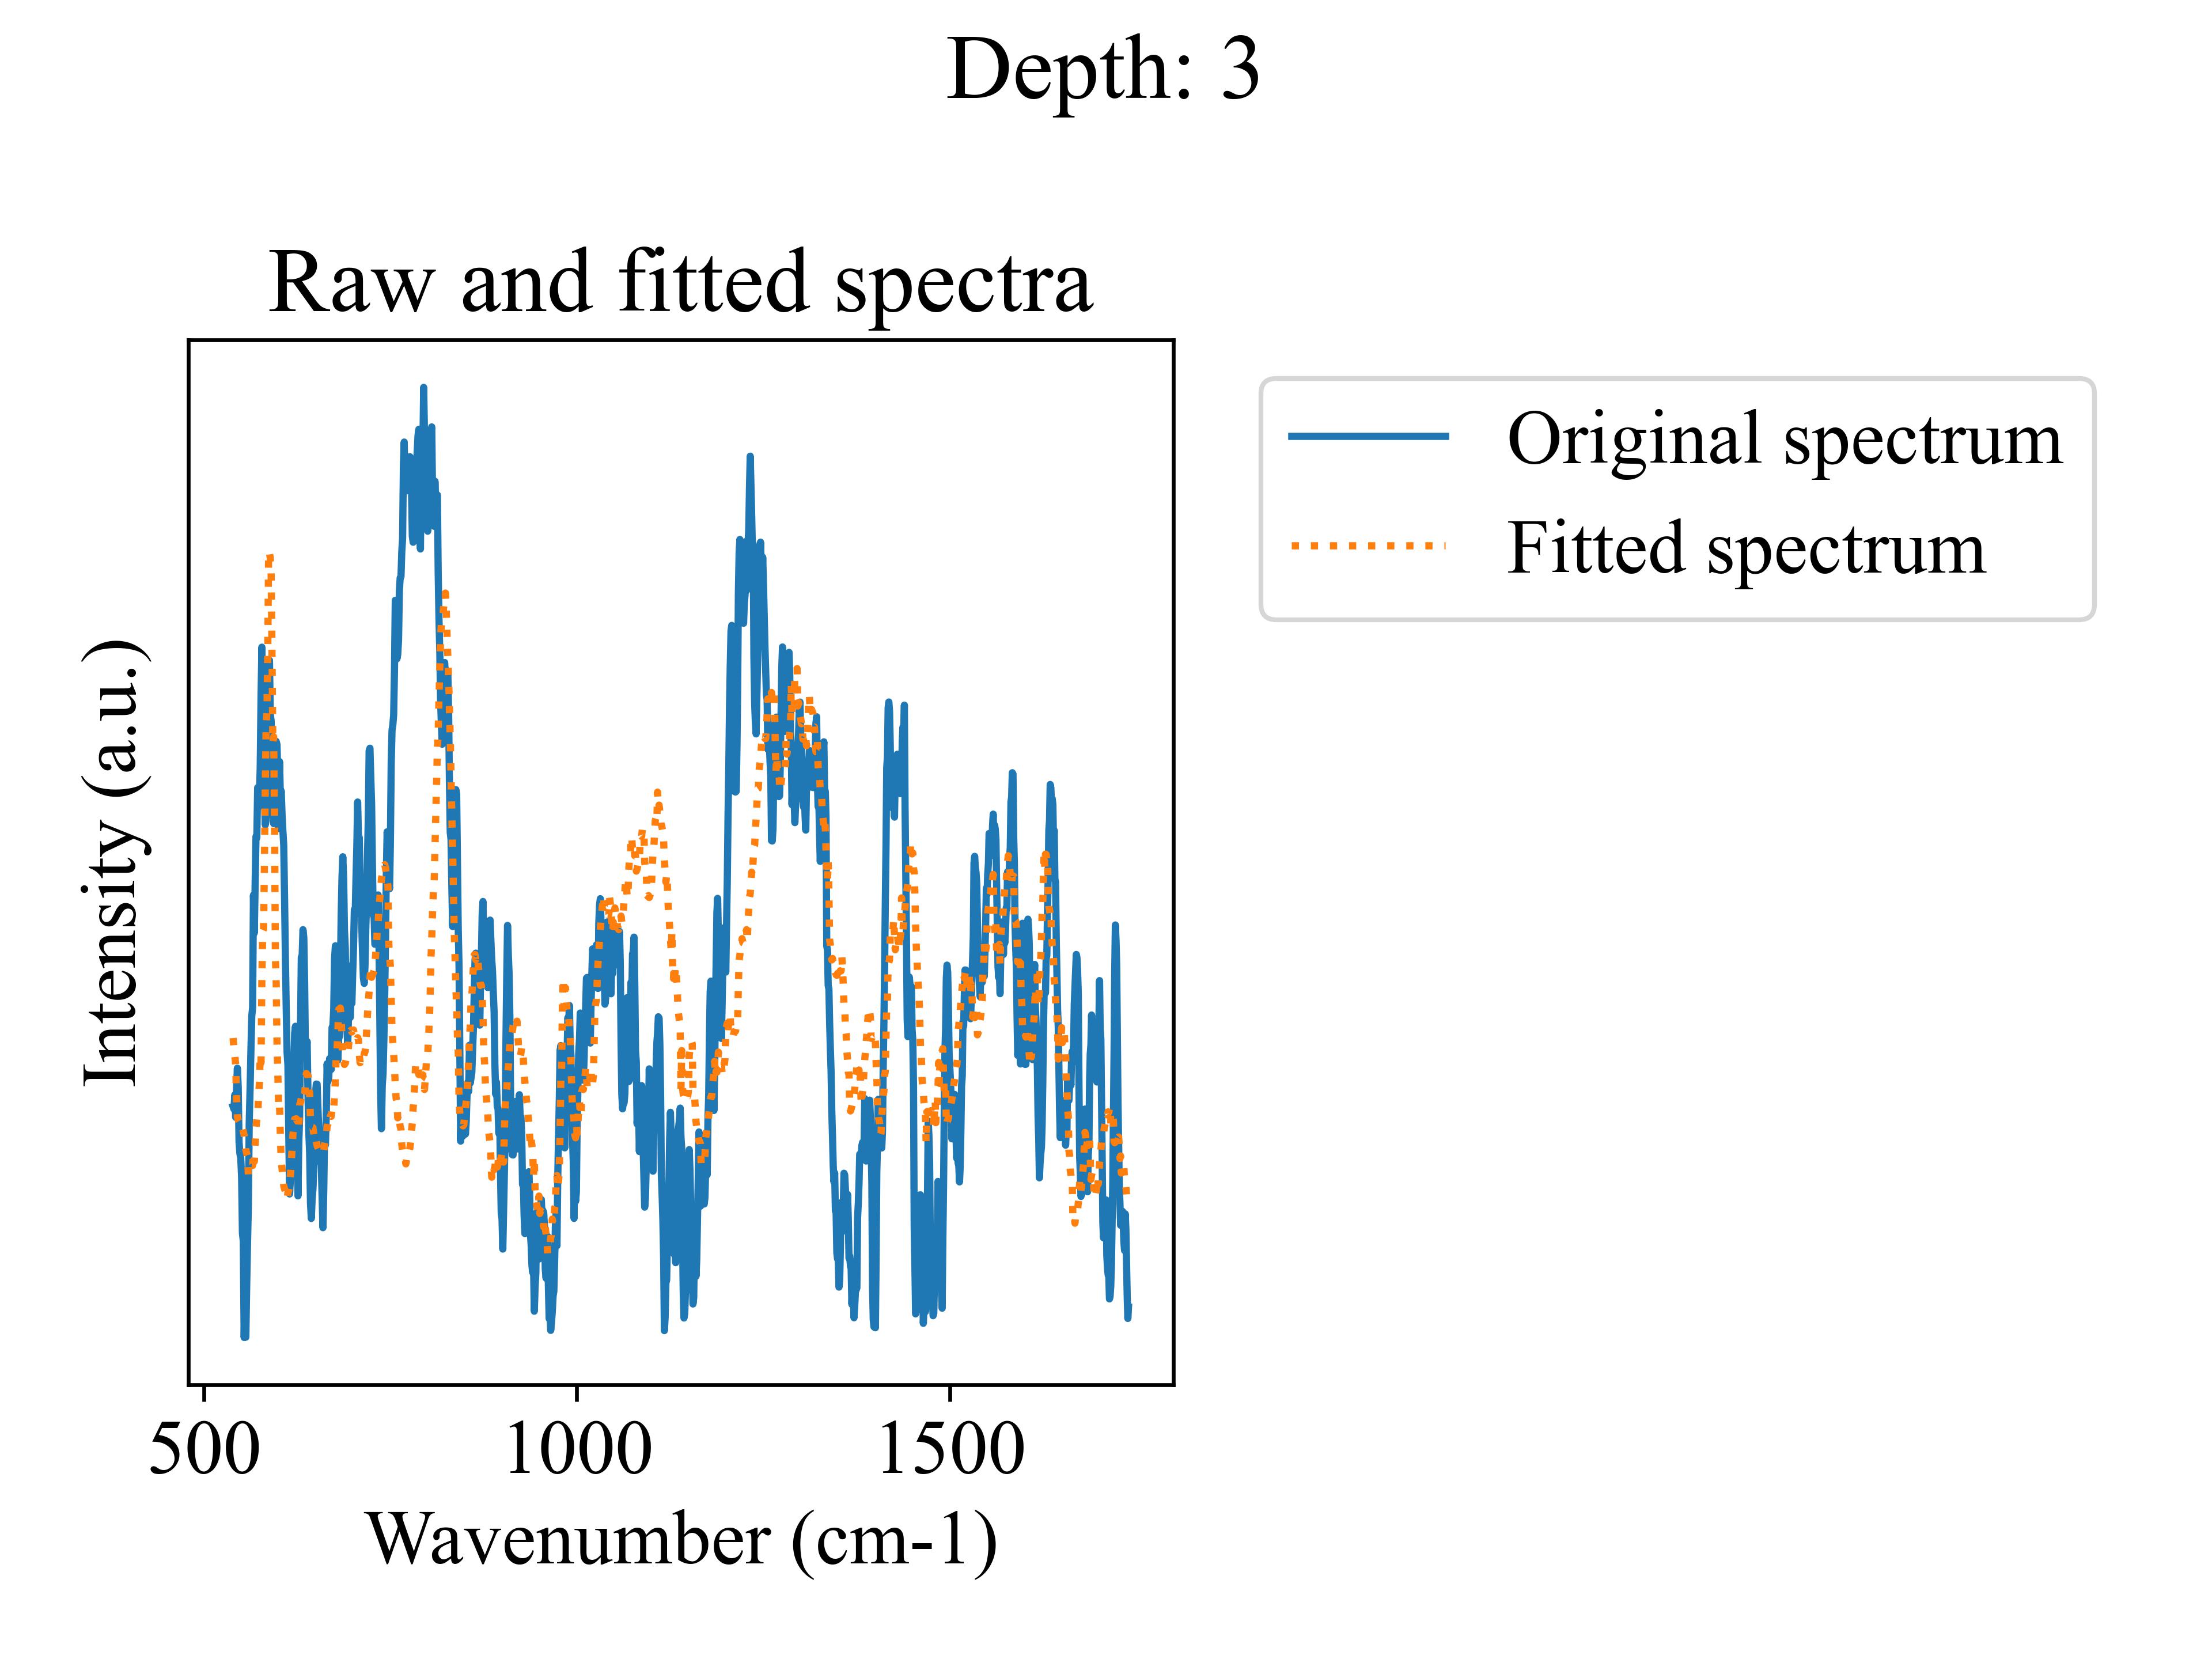 Depth: 3
Raw and fitted spectra
Original spectrum
Fitted spectrum
Intensity (a.u.)
500 1000 1500
Wavenumber (cm-1)